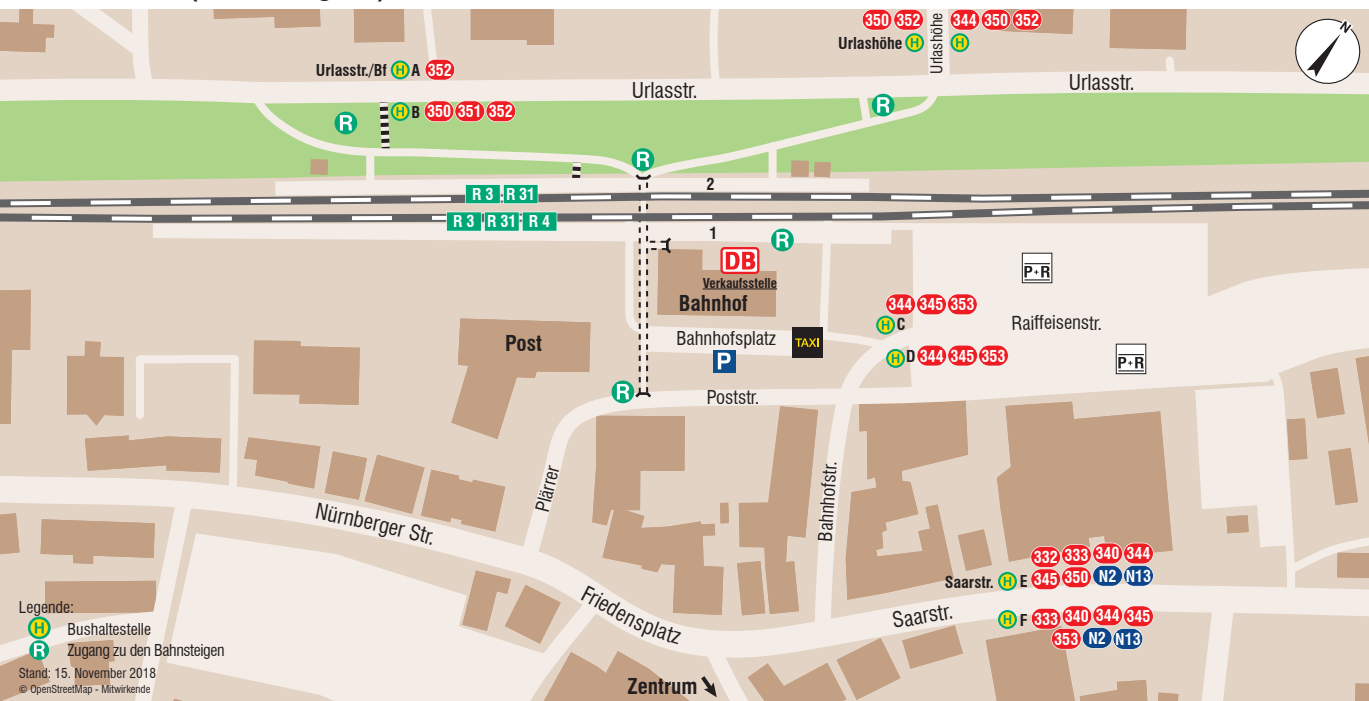 350 352 344 350 352
Urlashöhe H H
Urlashöhe
N
Urlasstr./Bf H A 352
Urlasstr.
Urlasstr.
H B 350 351 352
R
R
R
2
R 3 R 31
R 3 R 31 R 4
1
R
DB
Verkaufsstelle
Bahnhof
P+R
344 345 353
H C
Raiffeisenstr.
Post
Bahnhofsplatz
TAXI
P
H D 344 345 353
P+R
R
Poststr.
Plärrer
Bahnhofstr.
Nürnberger Str.
332 333 340 344
Saarstr. H E 345 350 N2 N13
Friedensplatz
Saarstr.
H F 333 340 344 345
353 N2 N13
Legende:
H Bushaltestelle
R Zugang zu den Bahnsteigen
Stand: 15. November 2018
© OpenStreetMap - Mitwirkende
Zentrum